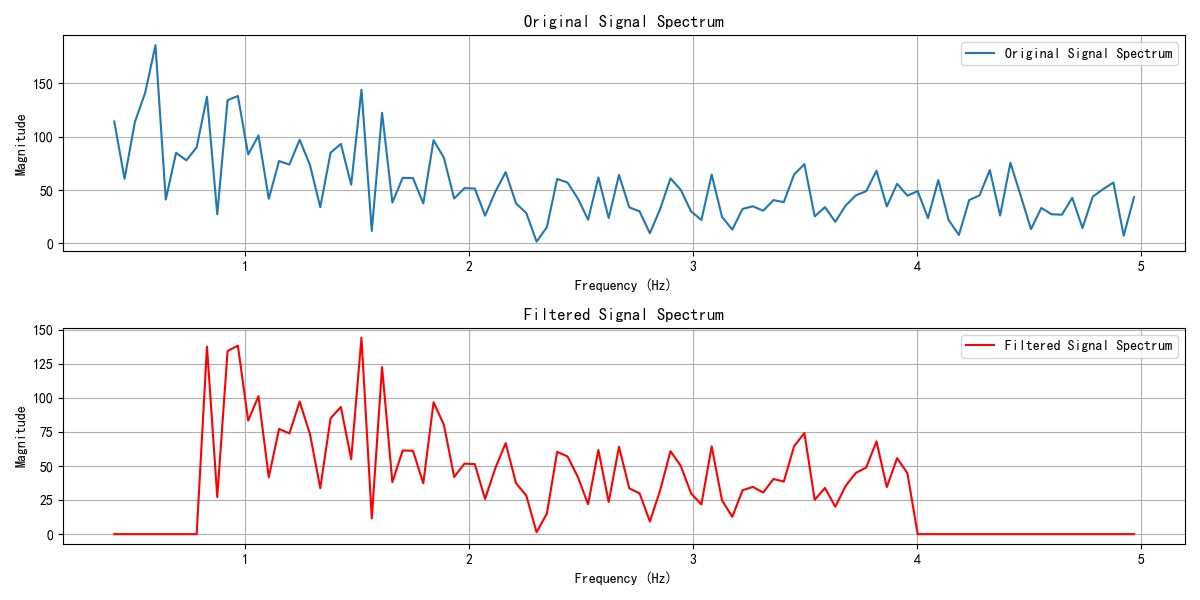 Original Signal Spectrum
Original Signal Spectrum
150
100
50
0
Magnitude
1 2 3 4 5
Frequency (Hz)
Filtered Signal Spectrum
Filtered Signal Spectrum
150
125
100
75
50
25
0
Magnitude
1 2 3 4 5
Frequency (Hz)